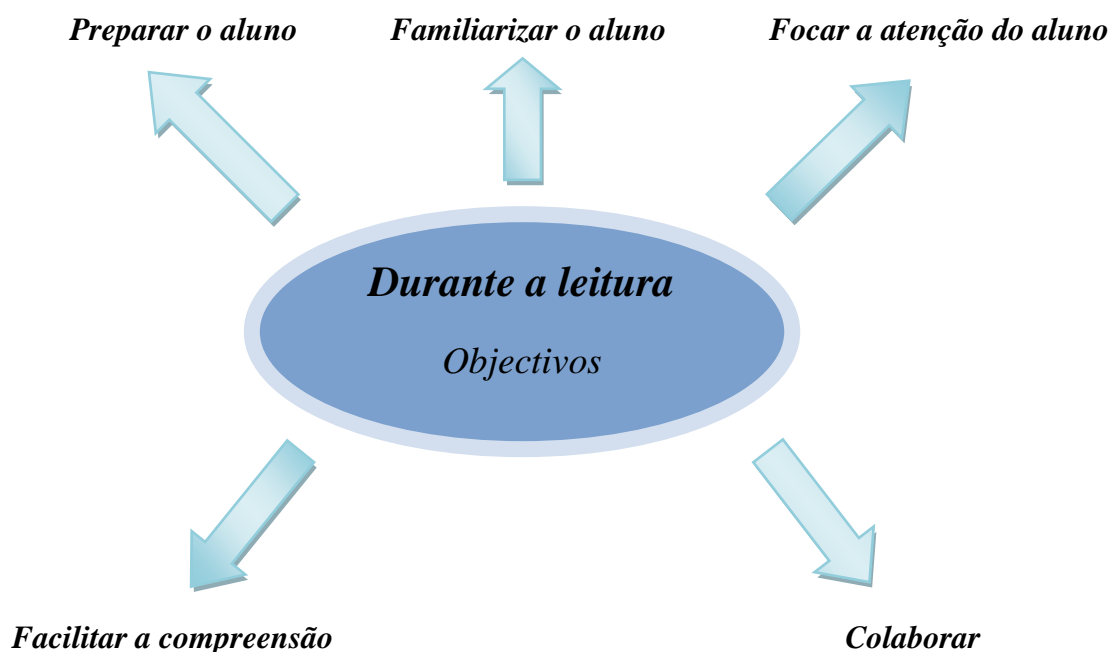 Preparar o aluno
Familiarizar o aluno
Focar a atenção do aluno
Durante a leitura
Objectivos
Facilitar a compreensão
Colaborar